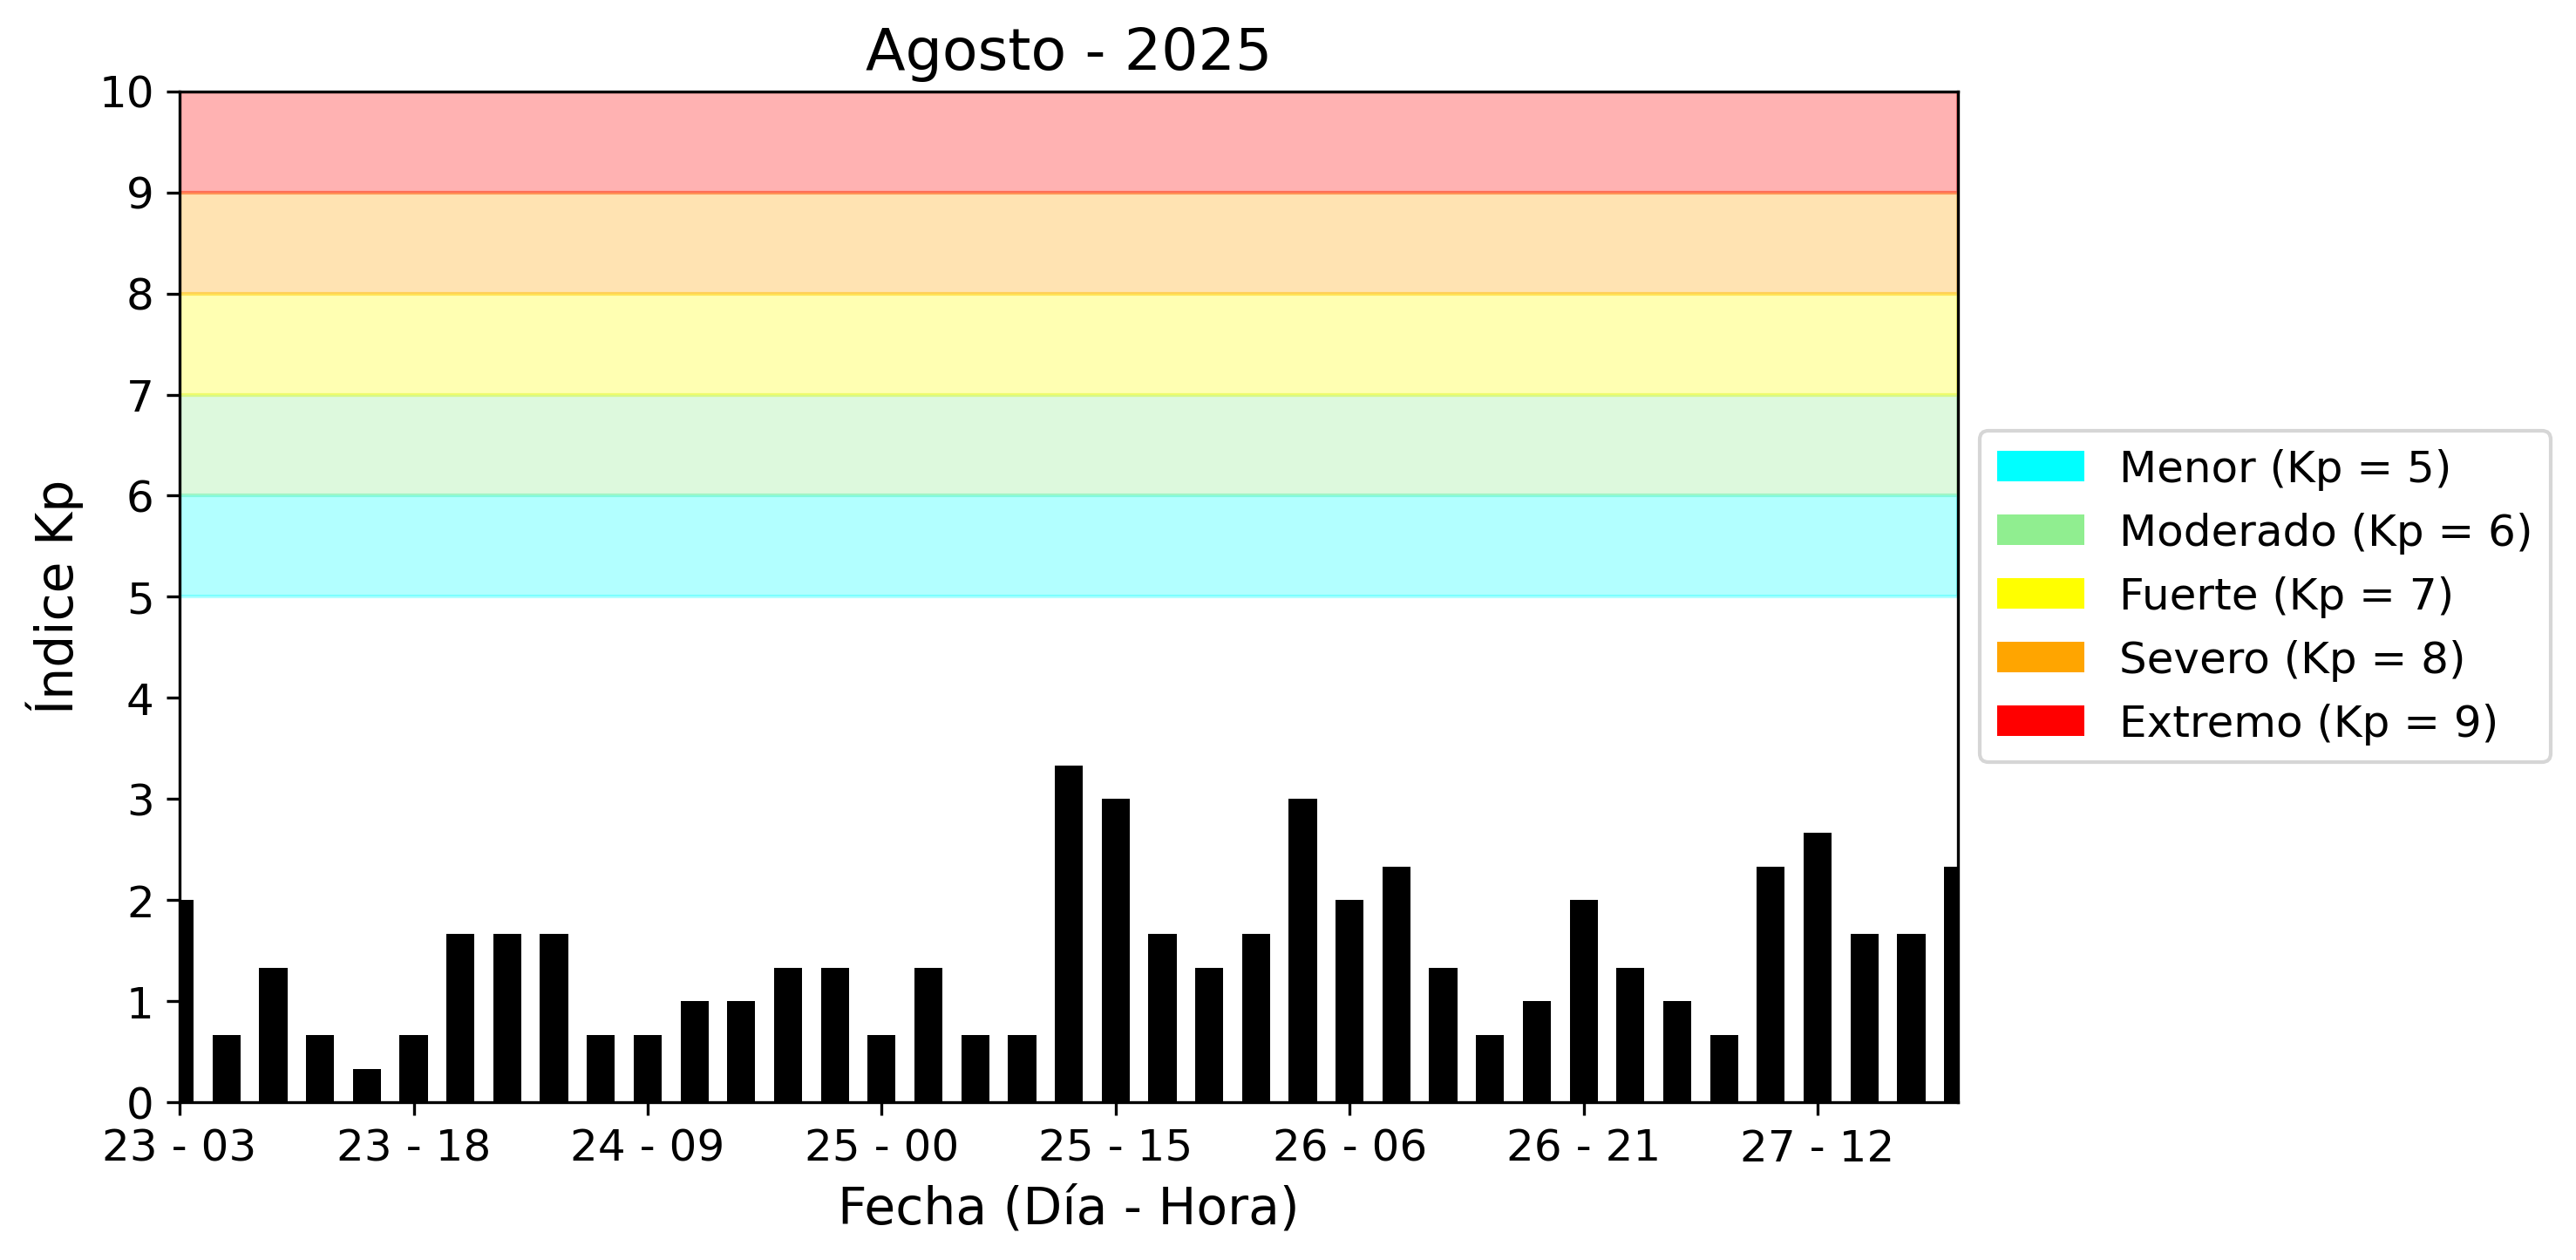 Agosto - 2025
10
9
8
7
6
5
4
3
2
1
0
Índice Kp
23 - 03
23 - 18
24 - 09
25 - 00
25 - 15
26 - 06
26 - 21
27 - 12
Fecha (Día - Hora)
Menor (Kp = 5)
Moderado (Kp = 6)
Fuerte (Kp = 7)
Severo (Kp = 8)
Extremo (Kp = 9)